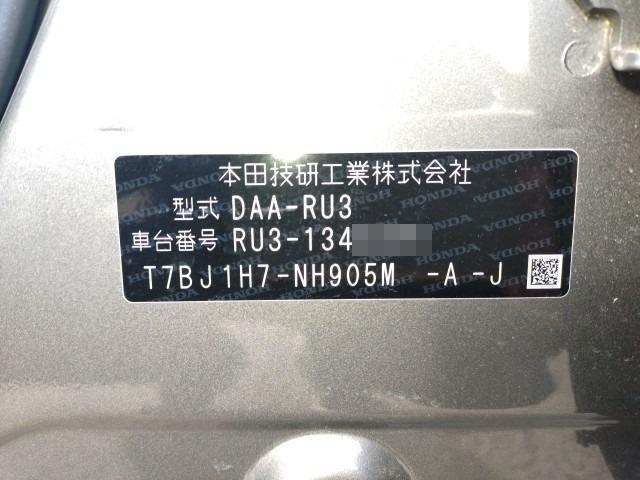 本田技研工業株式会社
型式 DAA-RU3
車台番号 RU3-134
T7BJ1H7-NH905M -A -J